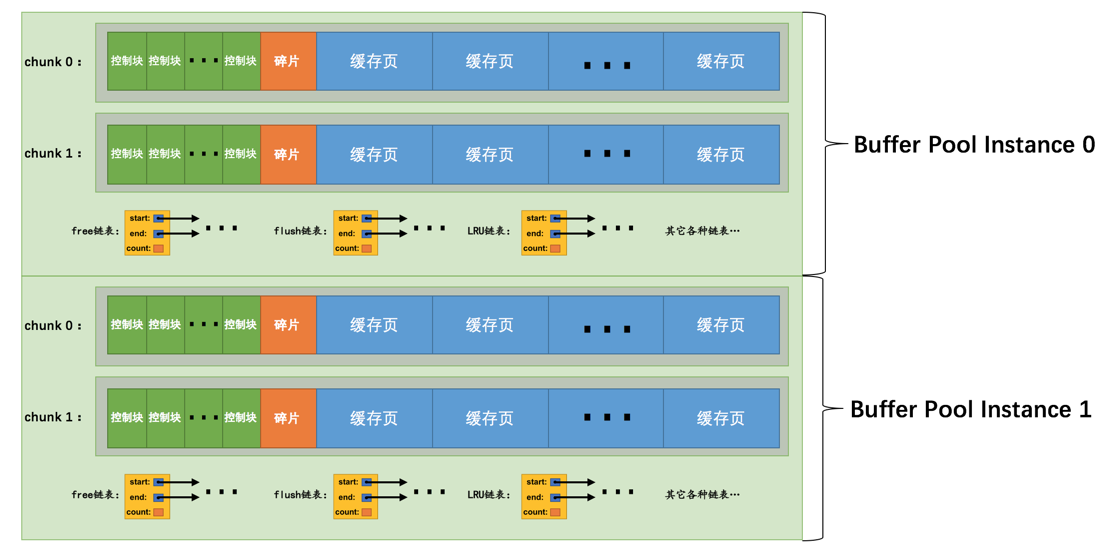 chunk 0：
控制块 控制块 ... 控制块 碎片 缓存页 缓存页 ... 缓存页
chunk 1：
控制块 控制块 ... 控制块 碎片 缓存页 缓存页 ... 缓存页
Buffer Pool Instance 0
free链表：
start:
end:
count:
...
flush链表：
start:
end:
count:
...
LRU链表：
start:
end:
count:
...
其它各种链表…
chunk 0：
控制块 控制块 ... 控制块 碎片 缓存页 缓存页 ... 缓存页
chunk 1：
控制块 控制块 ... 控制块 碎片 缓存页 缓存页 ... 缓存页
Buffer Pool Instance 1
free链表：
start:
end:
count:
...
flush链表：
start:
end:
count:
...
LRU链表：
start:
end:
count:
...
其它各种链表…